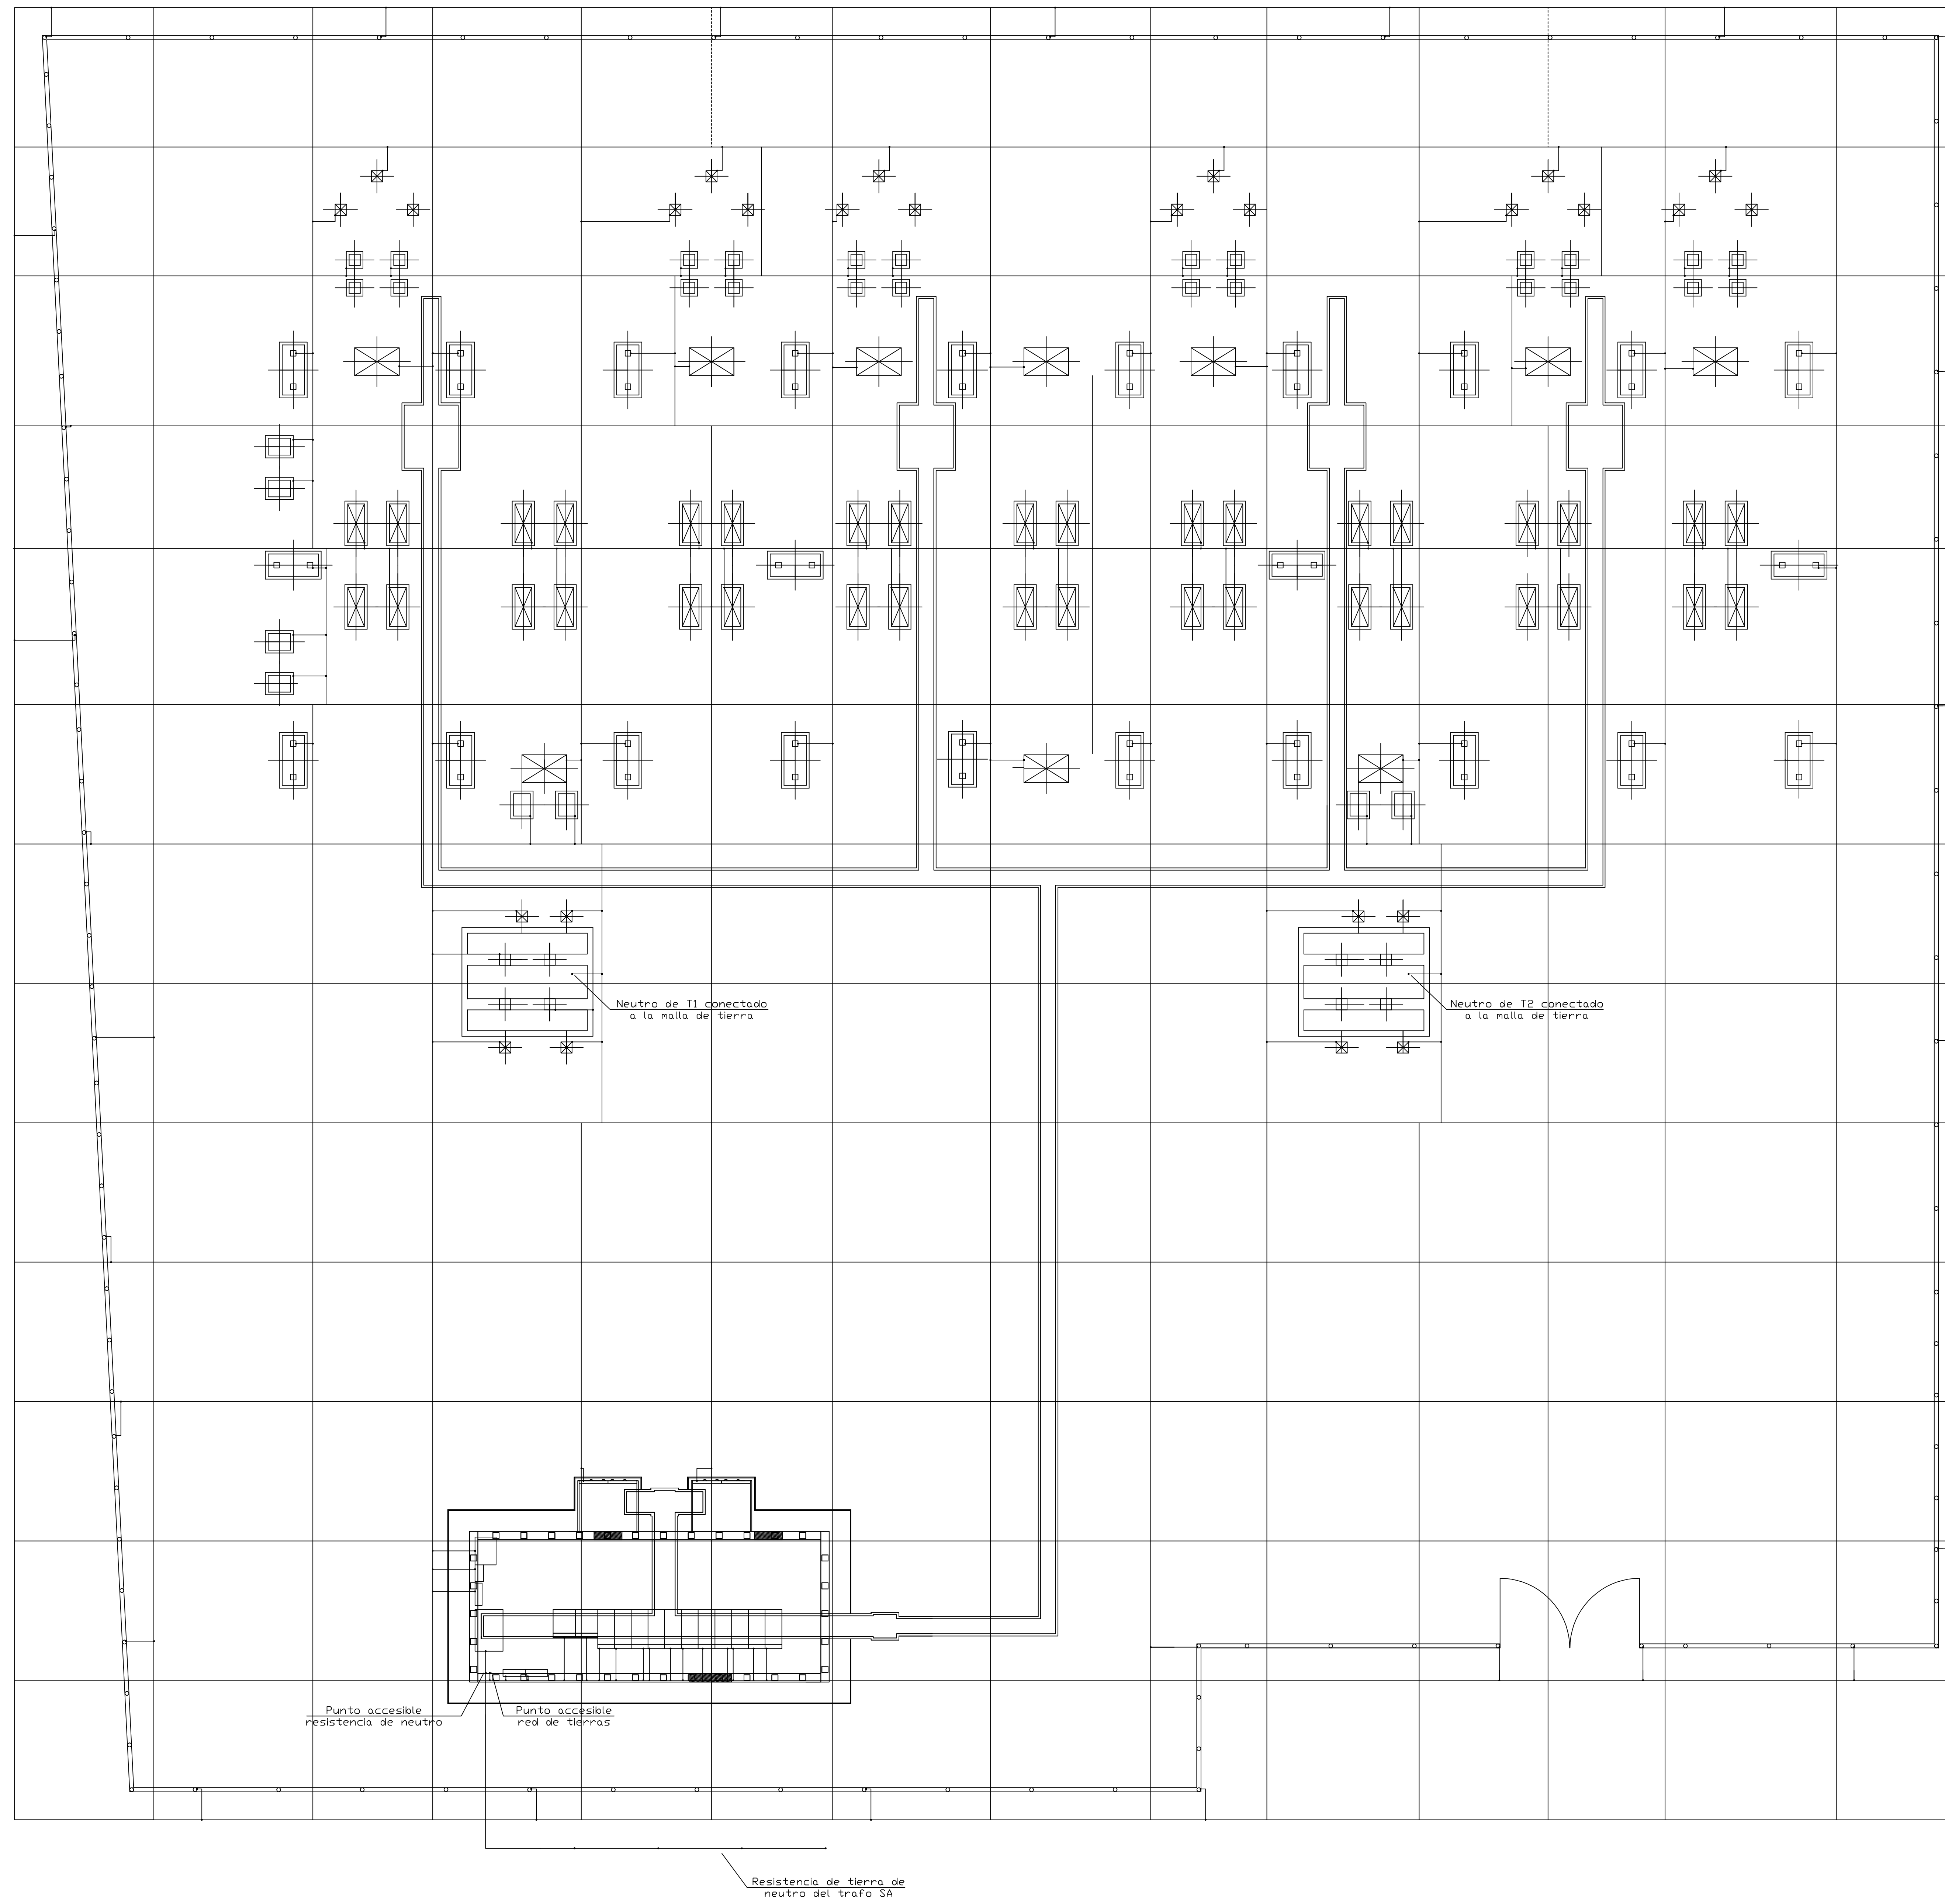 Neutro de T1 conectado
a la malla de tierra
Neutro de T2 conectado
a la malla de tierra
Punto accesible
resistencia de neutro
Punto accesible
red de tierras
Resistencia de tierra de
neutro del trafo SA